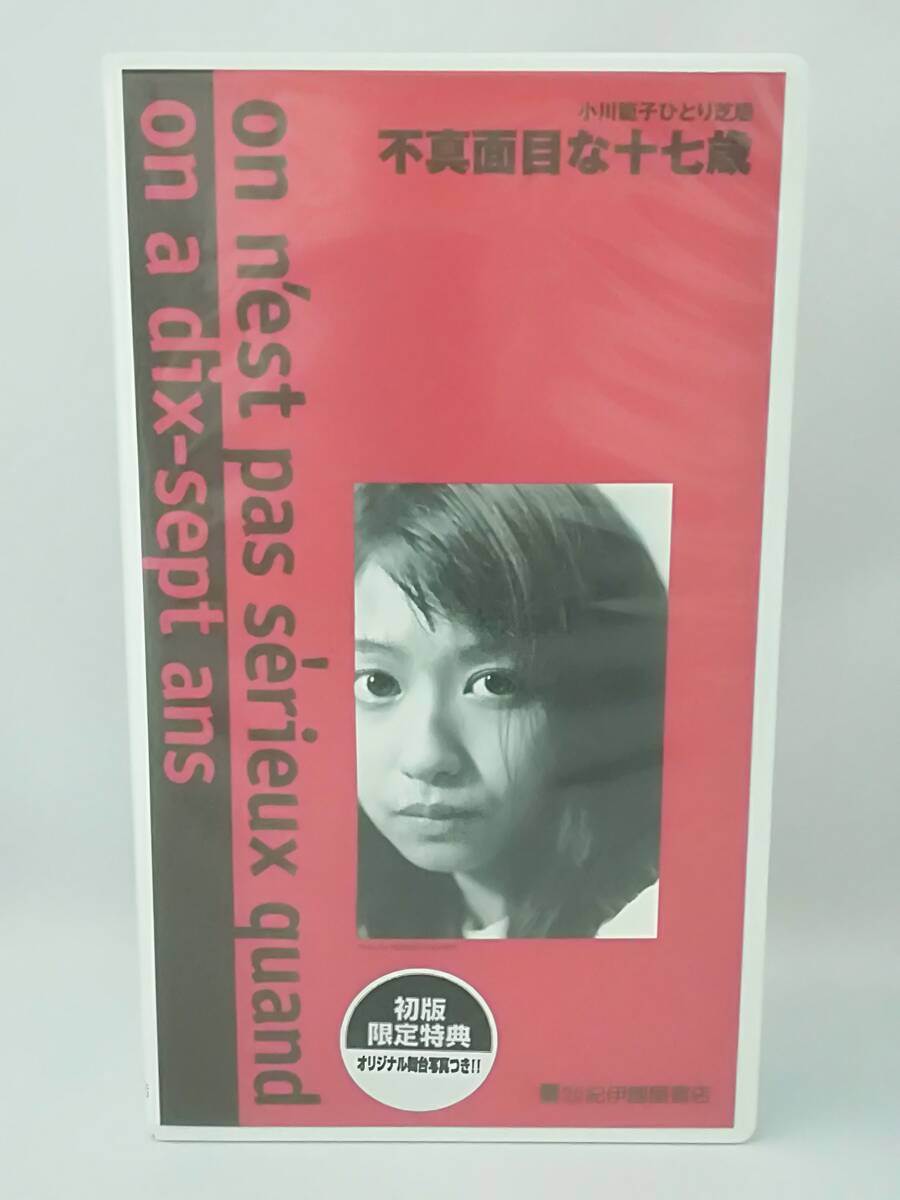 小川範子ひとり芝居
不真面目な十七歳
on n'est pas sérieux quand
on a dix-sept ans
初版
限定特典
オリジナル舞台写真つき!!
紀伊國屋書店